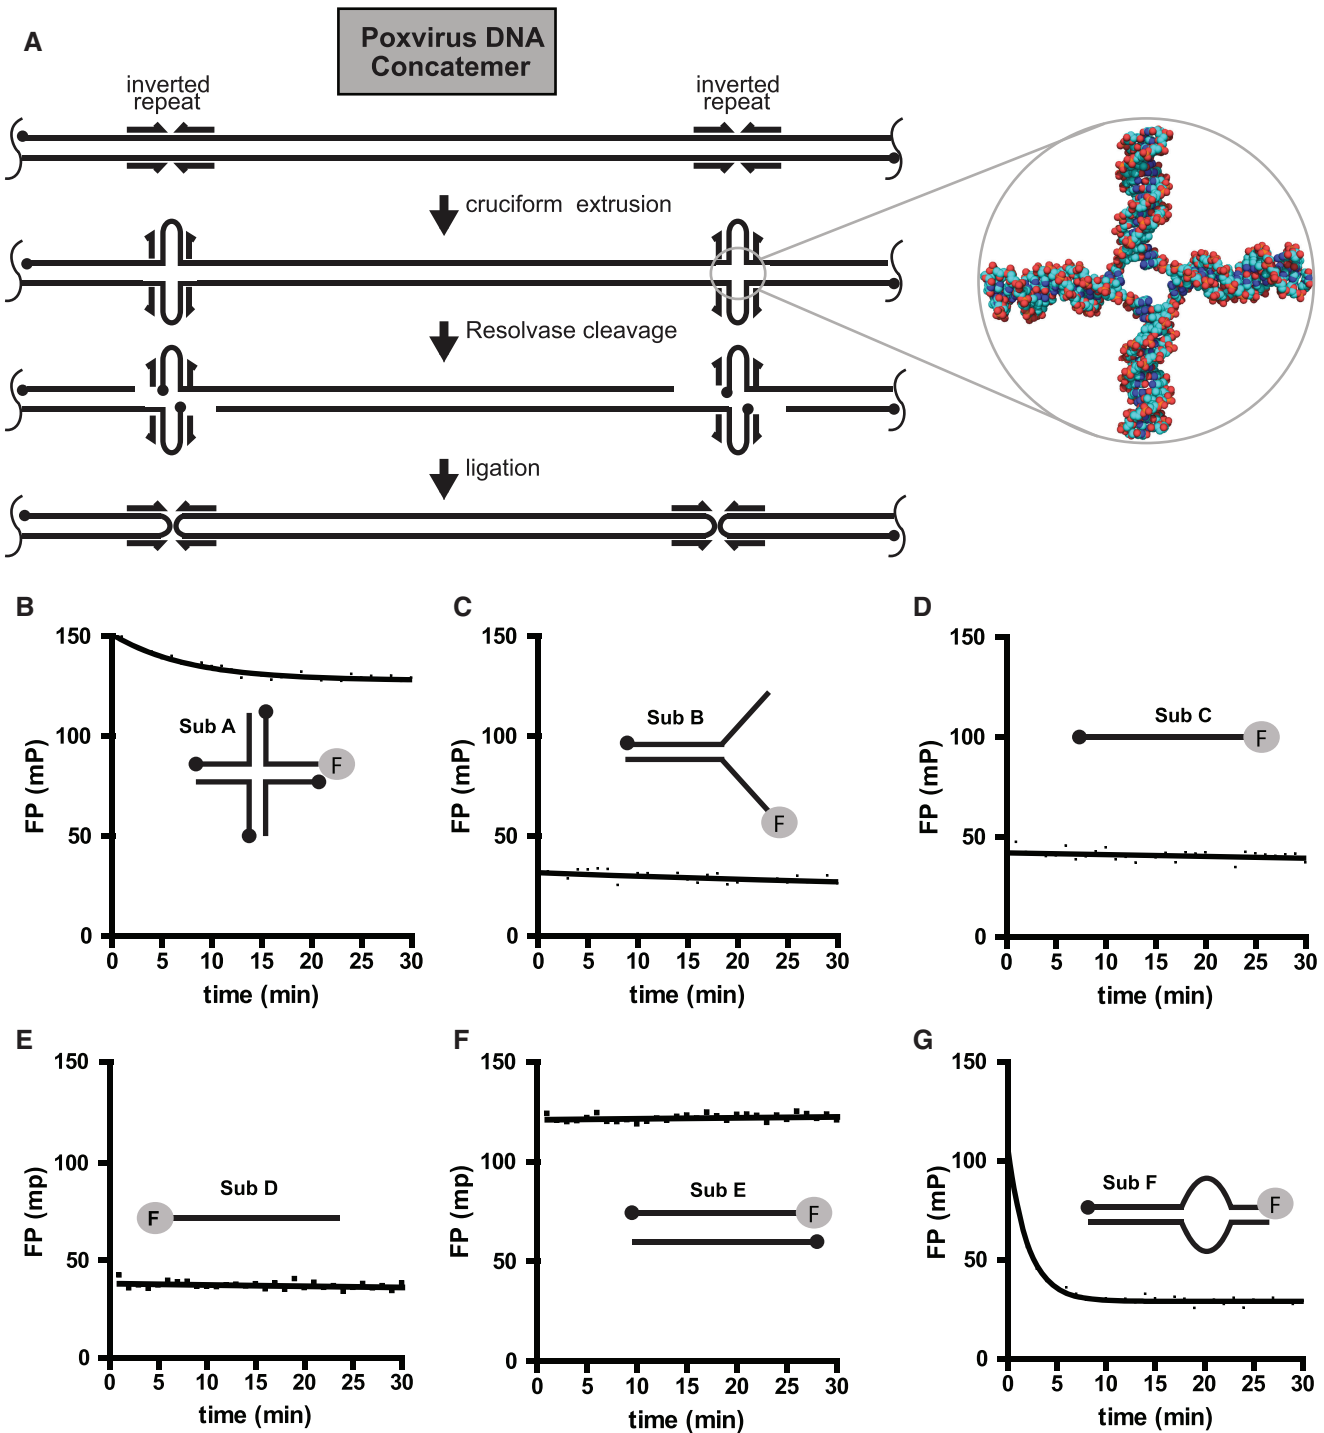 A
Poxvirus DNA
Concatemer
inverted
repeat
inverted
repeat
cruciform extrusion
Resolvase cleavage
ligation
B
150
100
50
0
FP (mP)
Sub A
F
0 5 10 15 20 25 30
time (min)
C
150
100
50
0
FP (mP)
Sub B
F
0 5 10 15 20 25 30
time (min)
D
150
100
50
0
FP (mP)
Sub C
F
0 5 10 15 20 25 30
time (min)
E
150
100
50
0
FP (mp)
Sub D
F
0 5 10 15 20 25 30
time (min)
F
150
100
50
0
FP (mp)
Sub E
F
0 5 10 15 20 25 30
time (min)
G
150
100
50
0
FP (mP)
Sub F
F
0 5 10 15 20 25 30
time (min)